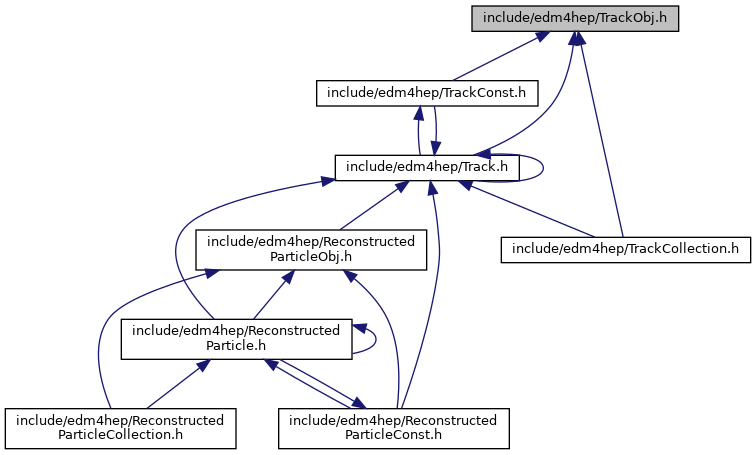 include/edm4hep/TrackObj.h
include/edm4hep/TrackConst.h
include/edm4hep/Track.h
include/edm4hep/Reconstructed
ParticleObj.h
include/edm4hep/TrackCollection.h
include/edm4hep/Reconstructed
Particle.h
include/edm4hep/Reconstructed
ParticleCollection.h
include/edm4hep/Reconstructed
ParticleConst.h